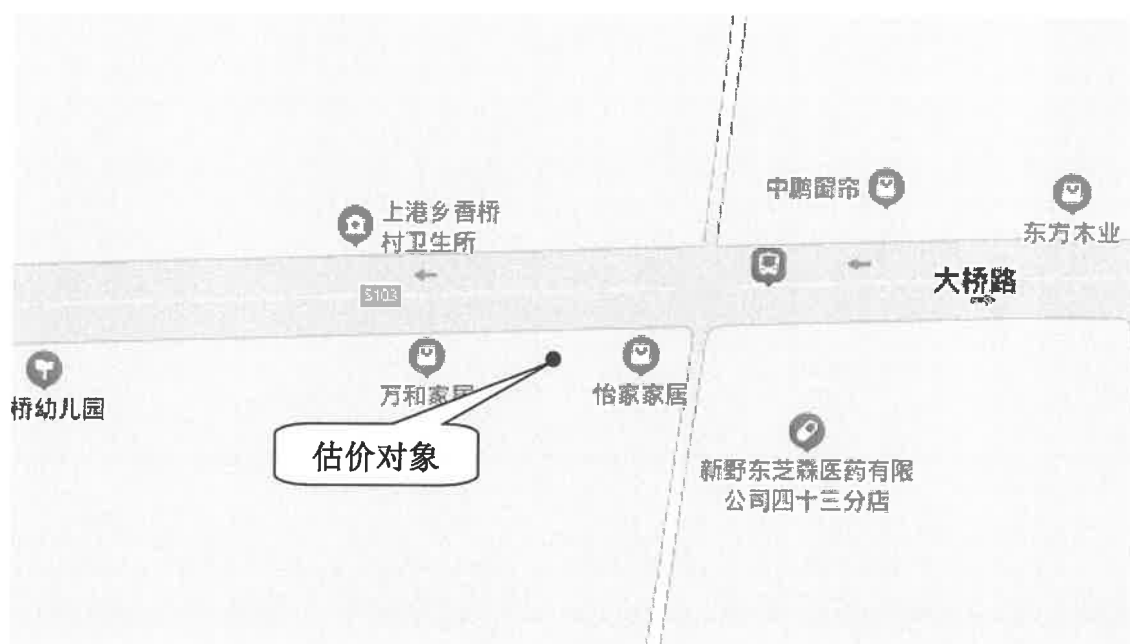 中鹏窗帘
东方木业
上港乡香桥
村卫生所
大桥路
S103
万和家居
怡家家居
桥幼儿园
估价对象
新野东芝森医药有限
公司四十三分店